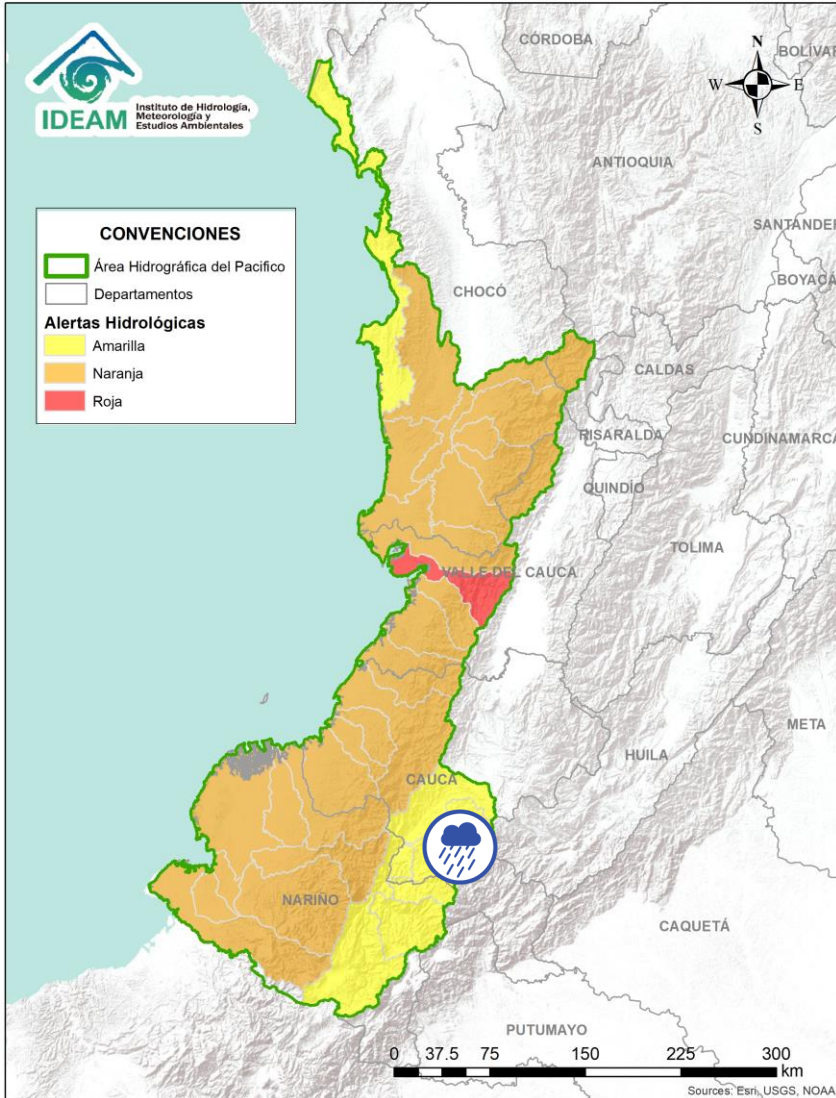 CÓRDOBA
BOLÍVAR
N
W E
S
IDEAM
Instituto de Hidrología,
Meteorología y
Estudios Ambientales
ANTIOQUIA
SANTANDER
CONVENCIONES
Área Hidrográfica del Pacifico
Departamentos
Alertas Hidrológicas
Amarilla
Naranja
Roja
BOYACÁ
CHOCÓ
CALDAS
RISARALDA
CUNDINAMARCA
QUINDÍO
TOLIMA
VALLE DEL CAUCA
META
HUILA
CAUCA
NARIÑO
CAQUETÁ
PUTUMAYO
0 37.5 75 150 225 300
km
Sources: Esri, USGS, NOAA